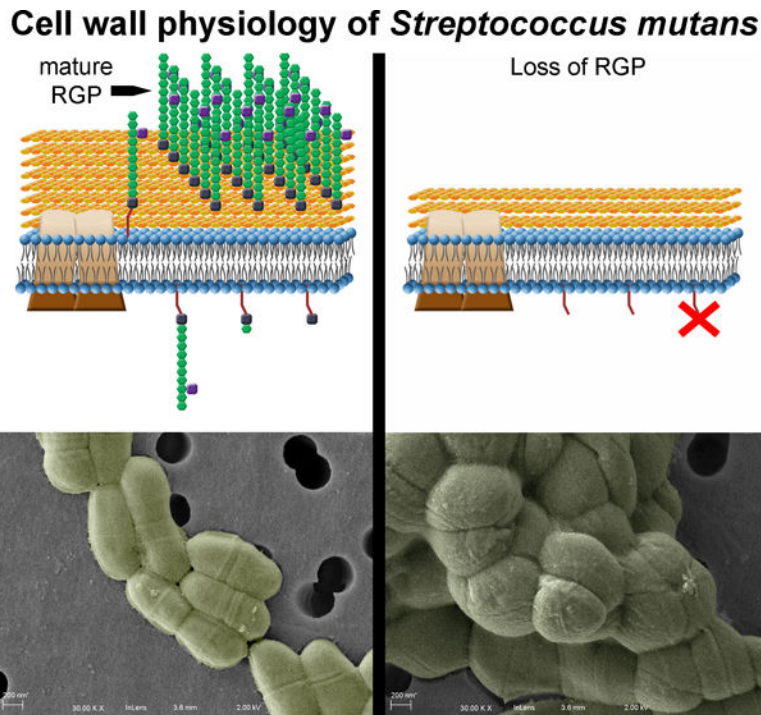 Cell wall physiology of Streptococcus mutans
mature
RGP
Loss of RGP
200 nm*
30.00 K X
InLens
3.6 mm
2.00 kV
200 nm*
30.00 K X
InLens
3.6 mm
2.00 kV